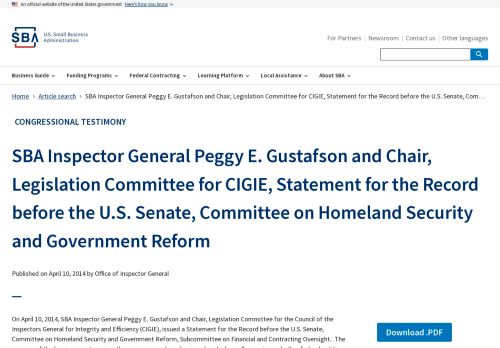 An official website of the United States government Here's how you know
SBA U.S. Small Business Administration
For Partners Newsroom Contact us Other languages
Business Guide Funding Programs Federal Contracting Learning Platform Local Assistance About SBA
Home Article search SBA Inspector General Peggy E. Gustafson and Chair, Legislation Committee for CIGIE, Statement for the Record before the U.S. Senate, Com…
CONGRESSIONAL TESTIMONY
SBA Inspector General Peggy E. Gustafson and Chair,
Legislation Committee for CIGIE, Statement for the Record
before the U.S. Senate, Committee on Homeland Security
and Government Reform
Published on April 10, 2014 by Office of Inspector General
On April 10, 2014, SBA Inspector General Peggy E. Gustafson and Chair, Legislation Committee for the Council of the
Inspectors General for Integrity and Efficiency (CIGIE), issued a Statement for the Record before the U.S. Senate,
Committee on Homeland Security and Government Reform, Subcommittee on Financial and Contracting Oversight. The
Download .PDF